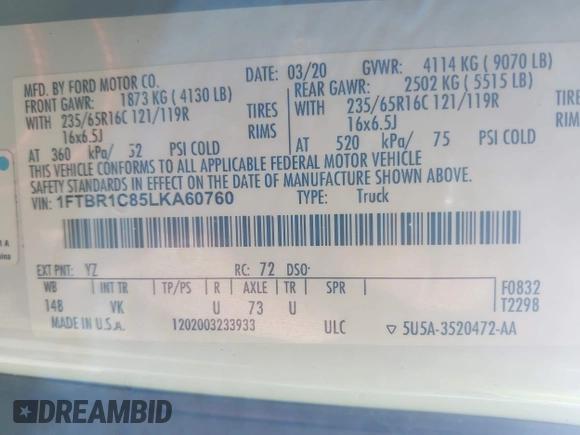 MFD. BY FORD MOTOR CO. DATE: 03/20 GVWR: 4114 KG ( 9070 LB)
FRONT GAWR: 1873 KG ( 4130 LB) REAR GAWR: 2502 KG ( 5515 LB)
WITH 235/65R16C 121/119R TIRES WITH 235/65R16C 121/119R
16x6.5J RIMS 16x6.5J
AT 360 kPa/ 52 PSI COLD AT 520 kPa/ 75 PSI COLD
THIS VEHICLE CONFORMS TO ALL APPLICABLE FEDERAL MOTOR VEHICLE
SAFETY STANDARDS IN EFFECT ON THE DATE OF MANUFACTURE SHOWN ABOVE.
VIN: 1FTBR1C85LKA60760 TYPE: Truck
EXT PNT: YZ RC: 72 DSO:
WB INT TR TP/PS R AXLE TR SPR F0832
148 VK U 73 U T2298
MADE IN U.S.A. 1202003233933 ULC ▽ 5U5A-3520472-AA
DREAMBID